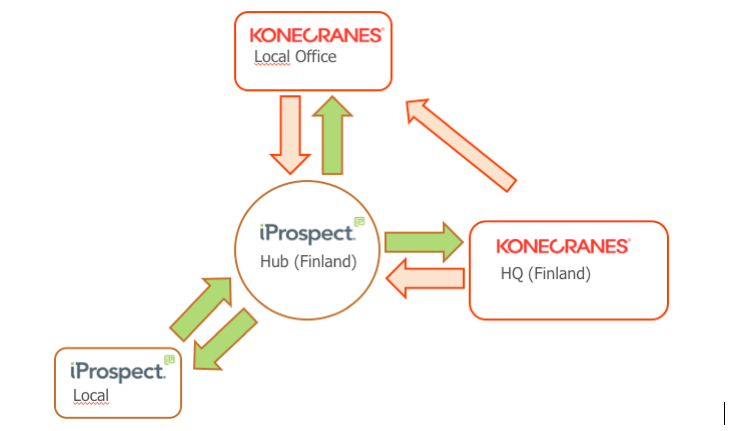 KONECRANES®
Local Office
iProspect.
Hub (Finland)
KONECRANES®
HQ (Finland)
iProspect.
Local